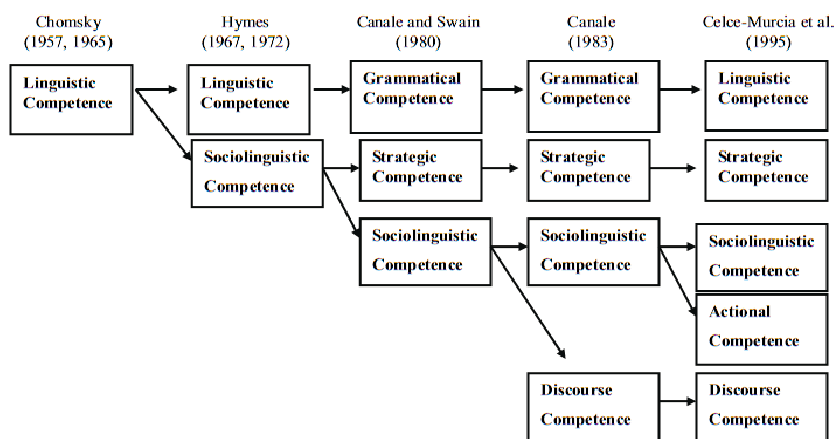 Chomsky
(1957, 1965)
Hymes
(1967, 1972)
Canale and Swain
(1980)
Canale
(1983)
Celce-Murcia et al.
(1995)
Linguistic
Competence
Linguistic
Competence
Grammatical
Competence
Grammatical
Competence
Linguistic
Competence
Sociolinguistic
Competence
Strategic
Competence
Strategic
Competence
Strategic
Competence
Sociolinguistic
Competence
Sociolinguistic
Competence
Sociolinguistic
Competence
Actional
Competence
Discourse
Competence
Discourse
Competence